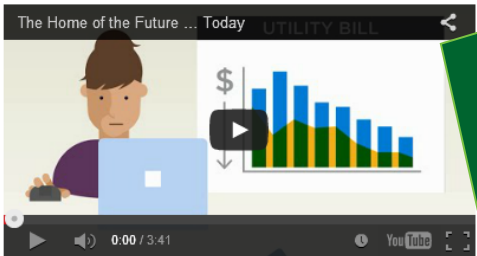 The Home of the Future ... Today
UTILITY BILL
$
0:00 / 3:41
YouTube